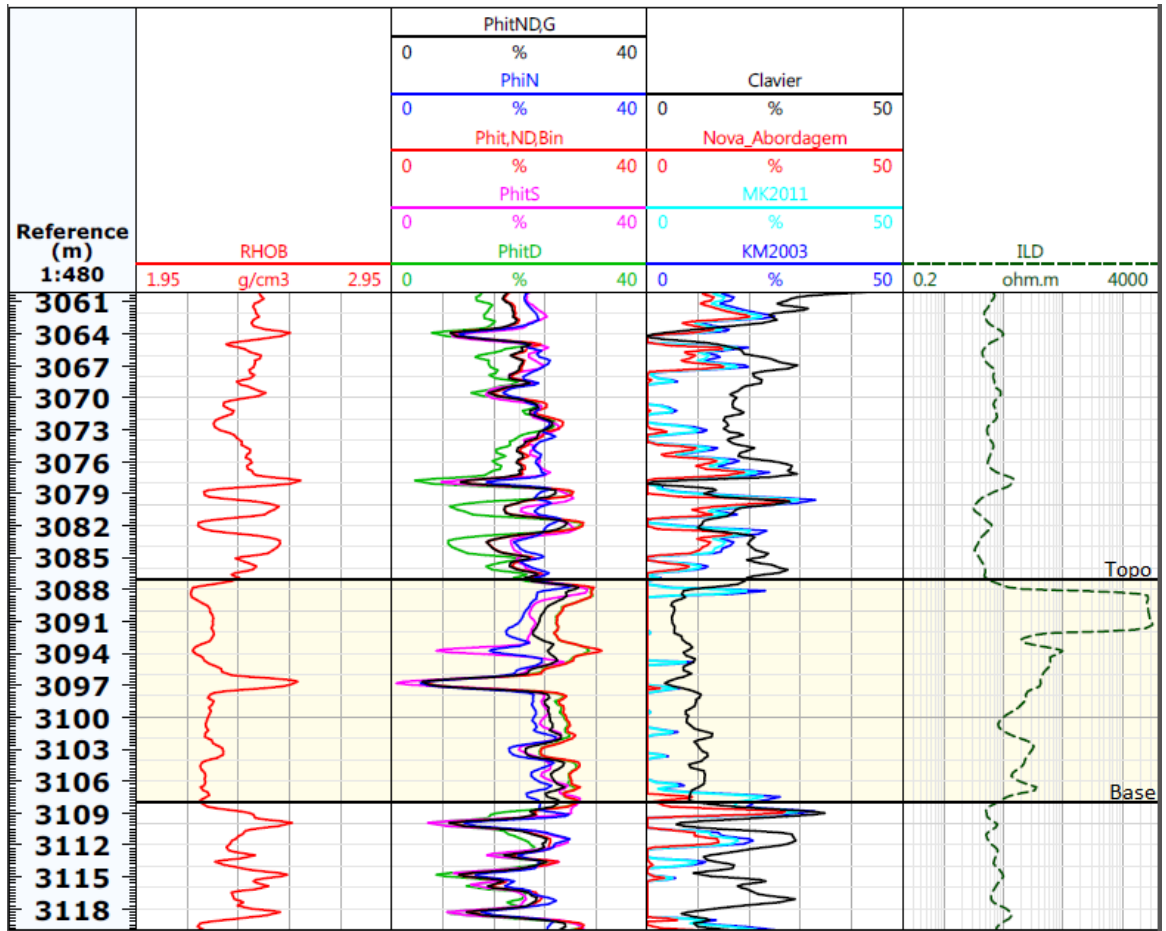 PhitND,G
0 % 40
PhiN Clavier
0 % 40 0 % 50
Phit,ND,Bin Nova_Abordagem
0 % 40 0 % 50
PhitS MK2011
0 % 40 0 % 50
Reference
(m)
1:480
RHOB PhitD KM2003 ILD
1.95 g/cm3 2.95 0 % 40 0 % 50 0.2 ohm.m 4000
3061
3064
3067
3070
3073
3076
3079
3082
3085
Topo
3088
3091
3094
3097
3100
3103
3106
Base
3109
3112
3115
3118